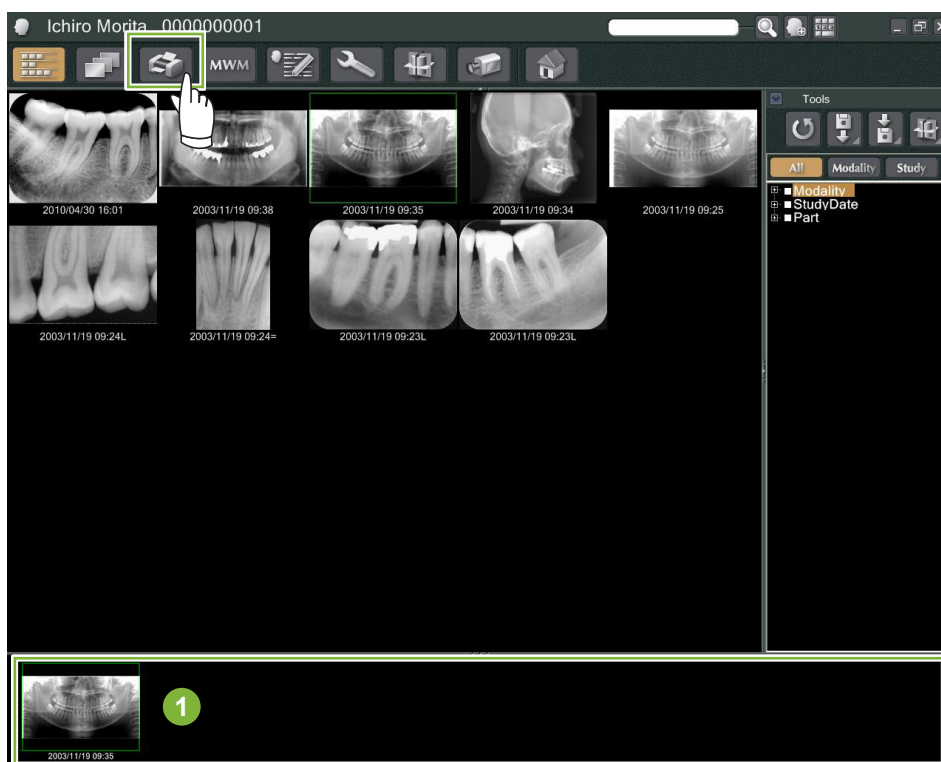 Ichiro Morita 0000000001
MWM
Tools
All Modality Study
Modality
StudyDate
Part
2010/04/30 16:01
2003/11/19 09:38
2003/11/19 09:35
2003/11/19 09:34
2003/11/19 09:25
2003/11/19 09:24L
2003/11/19 09:24=
2003/11/19 09:23L
2003/11/19 09:23L
1
2003/11/19 09:35